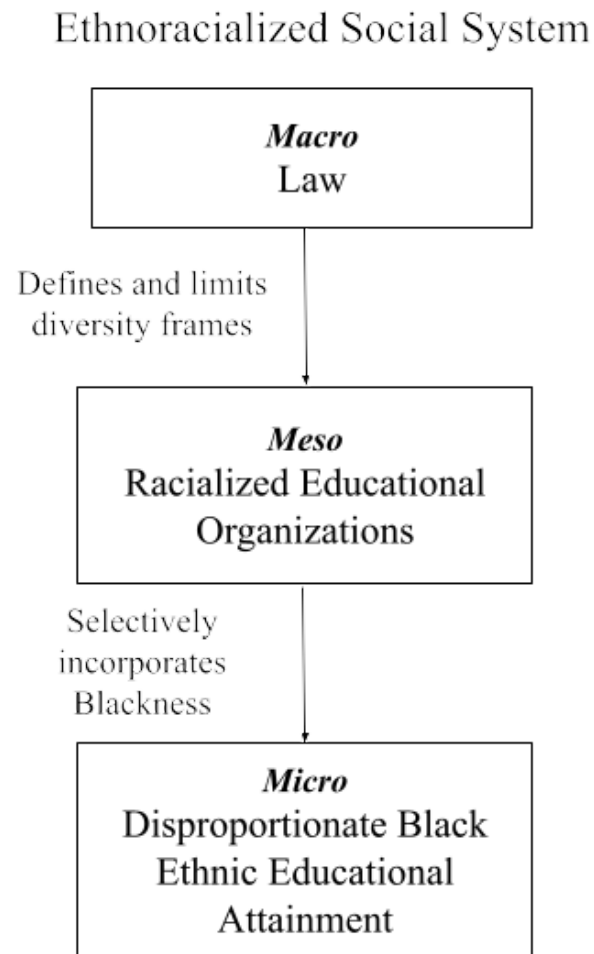 Ethnoracialized Social System
Macro
Law
Defines and limits
diversity frames
Meso
Racialized Educational
Organizations
Selectively
incorporates
Blackness
Micro
Disproportionate Black
Ethnic Educational
Attainment